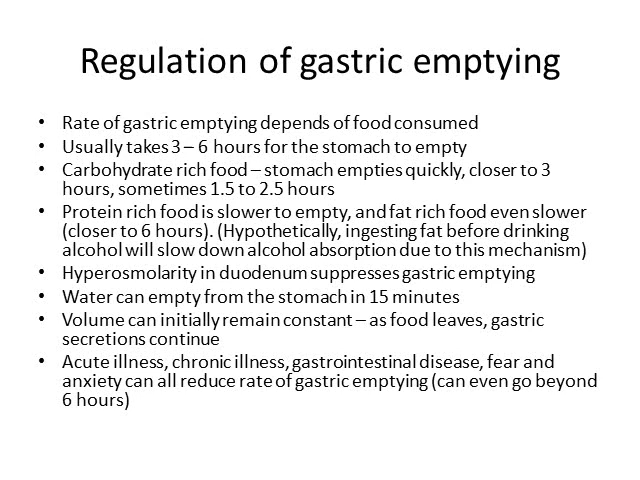 Regulation of gastric emptying
• Rate of gastric emptying depends of food consumed
• Usually takes 3 – 6 hours for the stomach to empty
• Carbohydrate rich food – stomach empties quickly, closer to 3
hours, sometimes 1.5 to 2.5 hours
• Protein rich food is slower to empty, and fat rich food even slower
(closer to 6 hours). (Hypothetically, ingesting fat before drinking
alcohol will slow down alcohol absorption due to this mechanism)
• Hyperosmolarity in duodenum suppresses gastric emptying
• Water can empty from the stomach in 15 minutes
• Volume can initially remain constant – as food leaves, gastric
secretions continue
• Acute illness, chronic illness, gastrointestinal disease, fear and
anxiety can all reduce rate of gastric emptying (can even go beyond
6 hours)